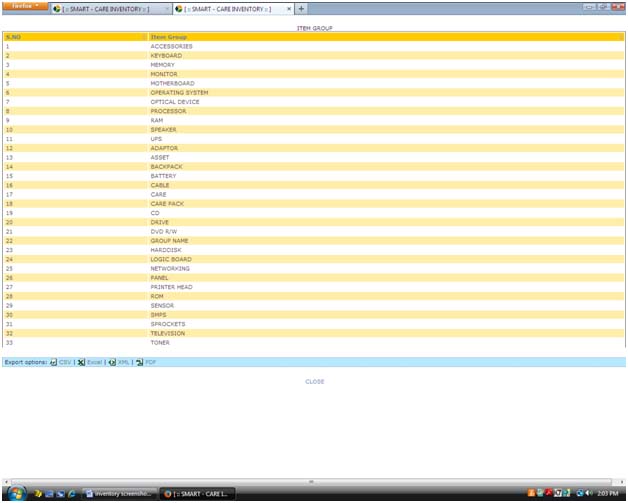 Firefox
[ :: SMART - CARE INVENTORY :: ]
[ :: SMART - CARE INVENTORY :: ]
ITEM GROUP
S.NO Item Group
1 ACCESSORIES
2 KEYBOARD
3 MEMORY
4 MONITOR
5 MOTHERBOARD
6 OPERATING SYSTEM
7 OPTICAL DEVICE
8 PROCESSOR
9 RAM
10 SPEAKER
11 UPS
12 ADAPTOR
13 ASSET
14 BACKPACK
15 BATTERY
16 CABLE
17 CARE
18 CARE PACK
19 CD
20 DRIVE
21 DVD R/W
22 GROUP NAME
23 HARDDISK
24 LOGIC BOARD
25 NETWORKING
26 PANEL
27 PRINTER HEAD
28 ROM
29 SENSOR
30 SMPS
31 SPROCKETS
32 TELEVISION
33 TONER
Export options: CSV | Excel | XML | PDF
CLOSE
inventory screensho...
[ :: SMART - CARE I...
2:03 PM